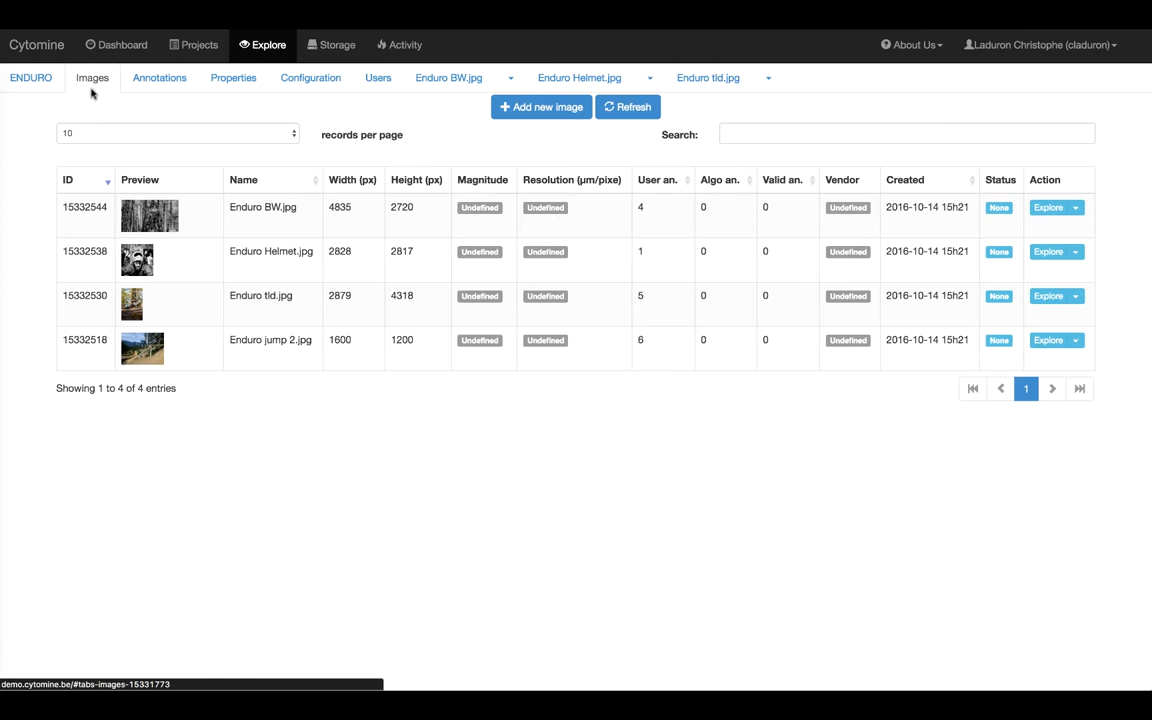 Cytomine Dashboard Projects Explore Storage Activity About Us Laduron Christophe (claduron)
ENDURO Images Annotations Properties Configuration Users Enduro BW.jpg Enduro Helmet.jpg Enduro tld.jpg
Add new image Refresh
10 records per page Search:
ID Preview Name Width (px) Height (px) Magnitude Resolution (µm/pixe) User an. Algo an. Valid an. Vendor Created Status Action
15332544 Enduro BW.jpg 4835 2720 Undefined Undefined 4 0 0 Undefined 2016-10-14 15h21 None Explore
15332538 Enduro Helmet.jpg 2828 2817 Undefined Undefined 1 0 0 Undefined 2016-10-14 15h21 None Explore
15332530 Enduro tld.jpg 2879 4318 Undefined Undefined 5 0 0 Undefined 2016-10-14 15h21 None Explore
15332518 Enduro jump 2.jpg 1600 1200 Undefined Undefined 6 0 0 Undefined 2016-10-14 15h21 None Explore
Showing 1 to 4 of 4 entries 1
demo.cytomine.be/#tabs-images-15331773